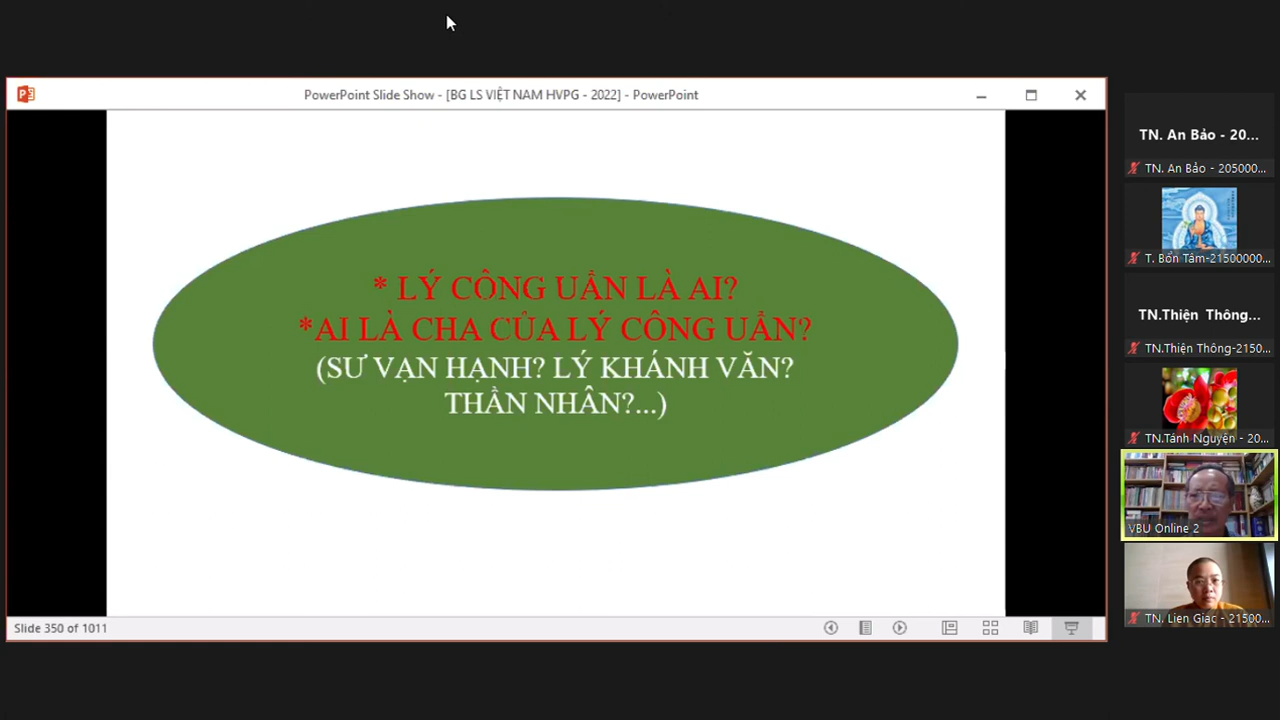 PowerPoint Slide Show - [BG LS VIỆT NAM HVPG - 2022] - PowerPoint
* LÝ CÔNG UẨN LÀ AI?
*AI LÀ CHA CỦA LÝ CÔNG UẨN?
(SƯ VẠN HẠNH? LÝ KHÁNH VĂN?
THẦN NHÂN?...)
Slide 350 of 1011
TN. An Bảo - 20...
TN. An Bảo - 205000...
T. Bổn Tâm-21500000...
TN.Thiện Thông...
TN.Thiện Thông-2150...
TN.Tánh Nguyện - 20...
VBU Online 2
TN. Lien Giac - 21500...